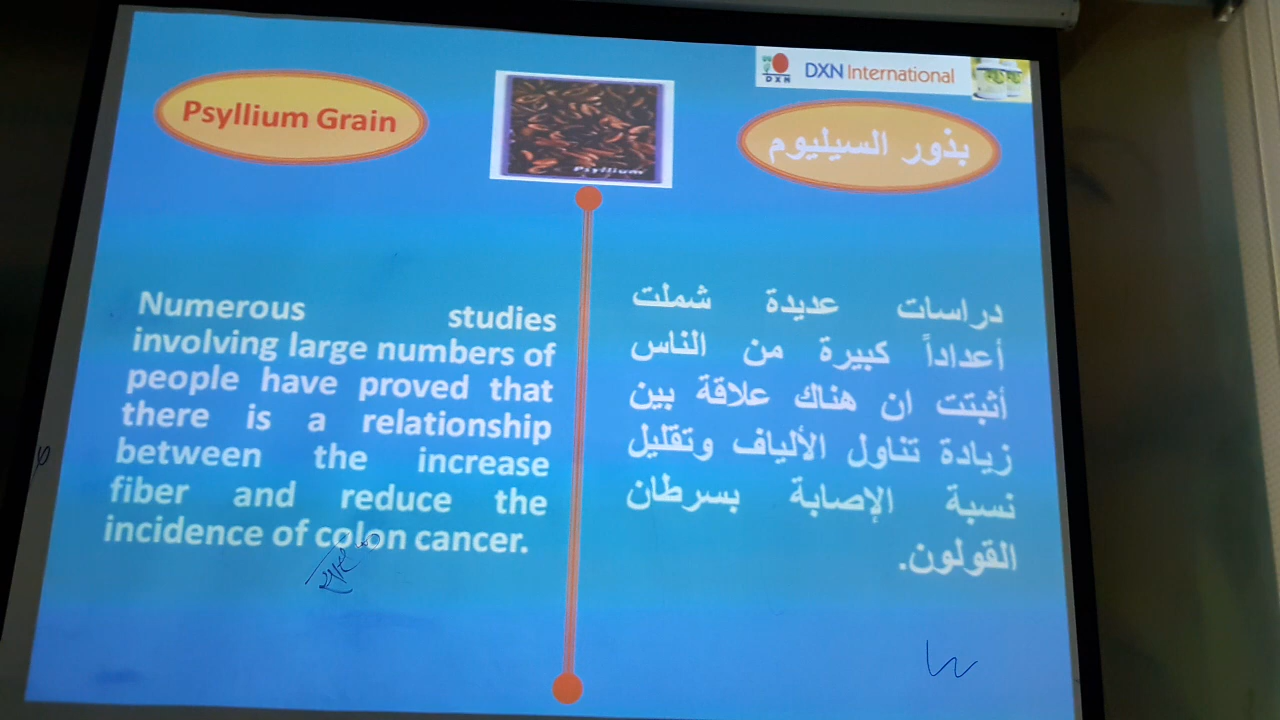 DXN
DXN International
Psyllium Grain
Psyllium
بذور السيليوم
Numerous studies
involving large numbers of
people have proved that
there is a relationship
between the increase
fiber and reduce the
incidence of colon cancer.
دراسات عديدة شملت
أعداداً كبيرة من الناس
أثبتت ان هناك علاقة بين
زيادة تناول الألياف وتقليل
نسبة الإصابة بسرطان
القولون.